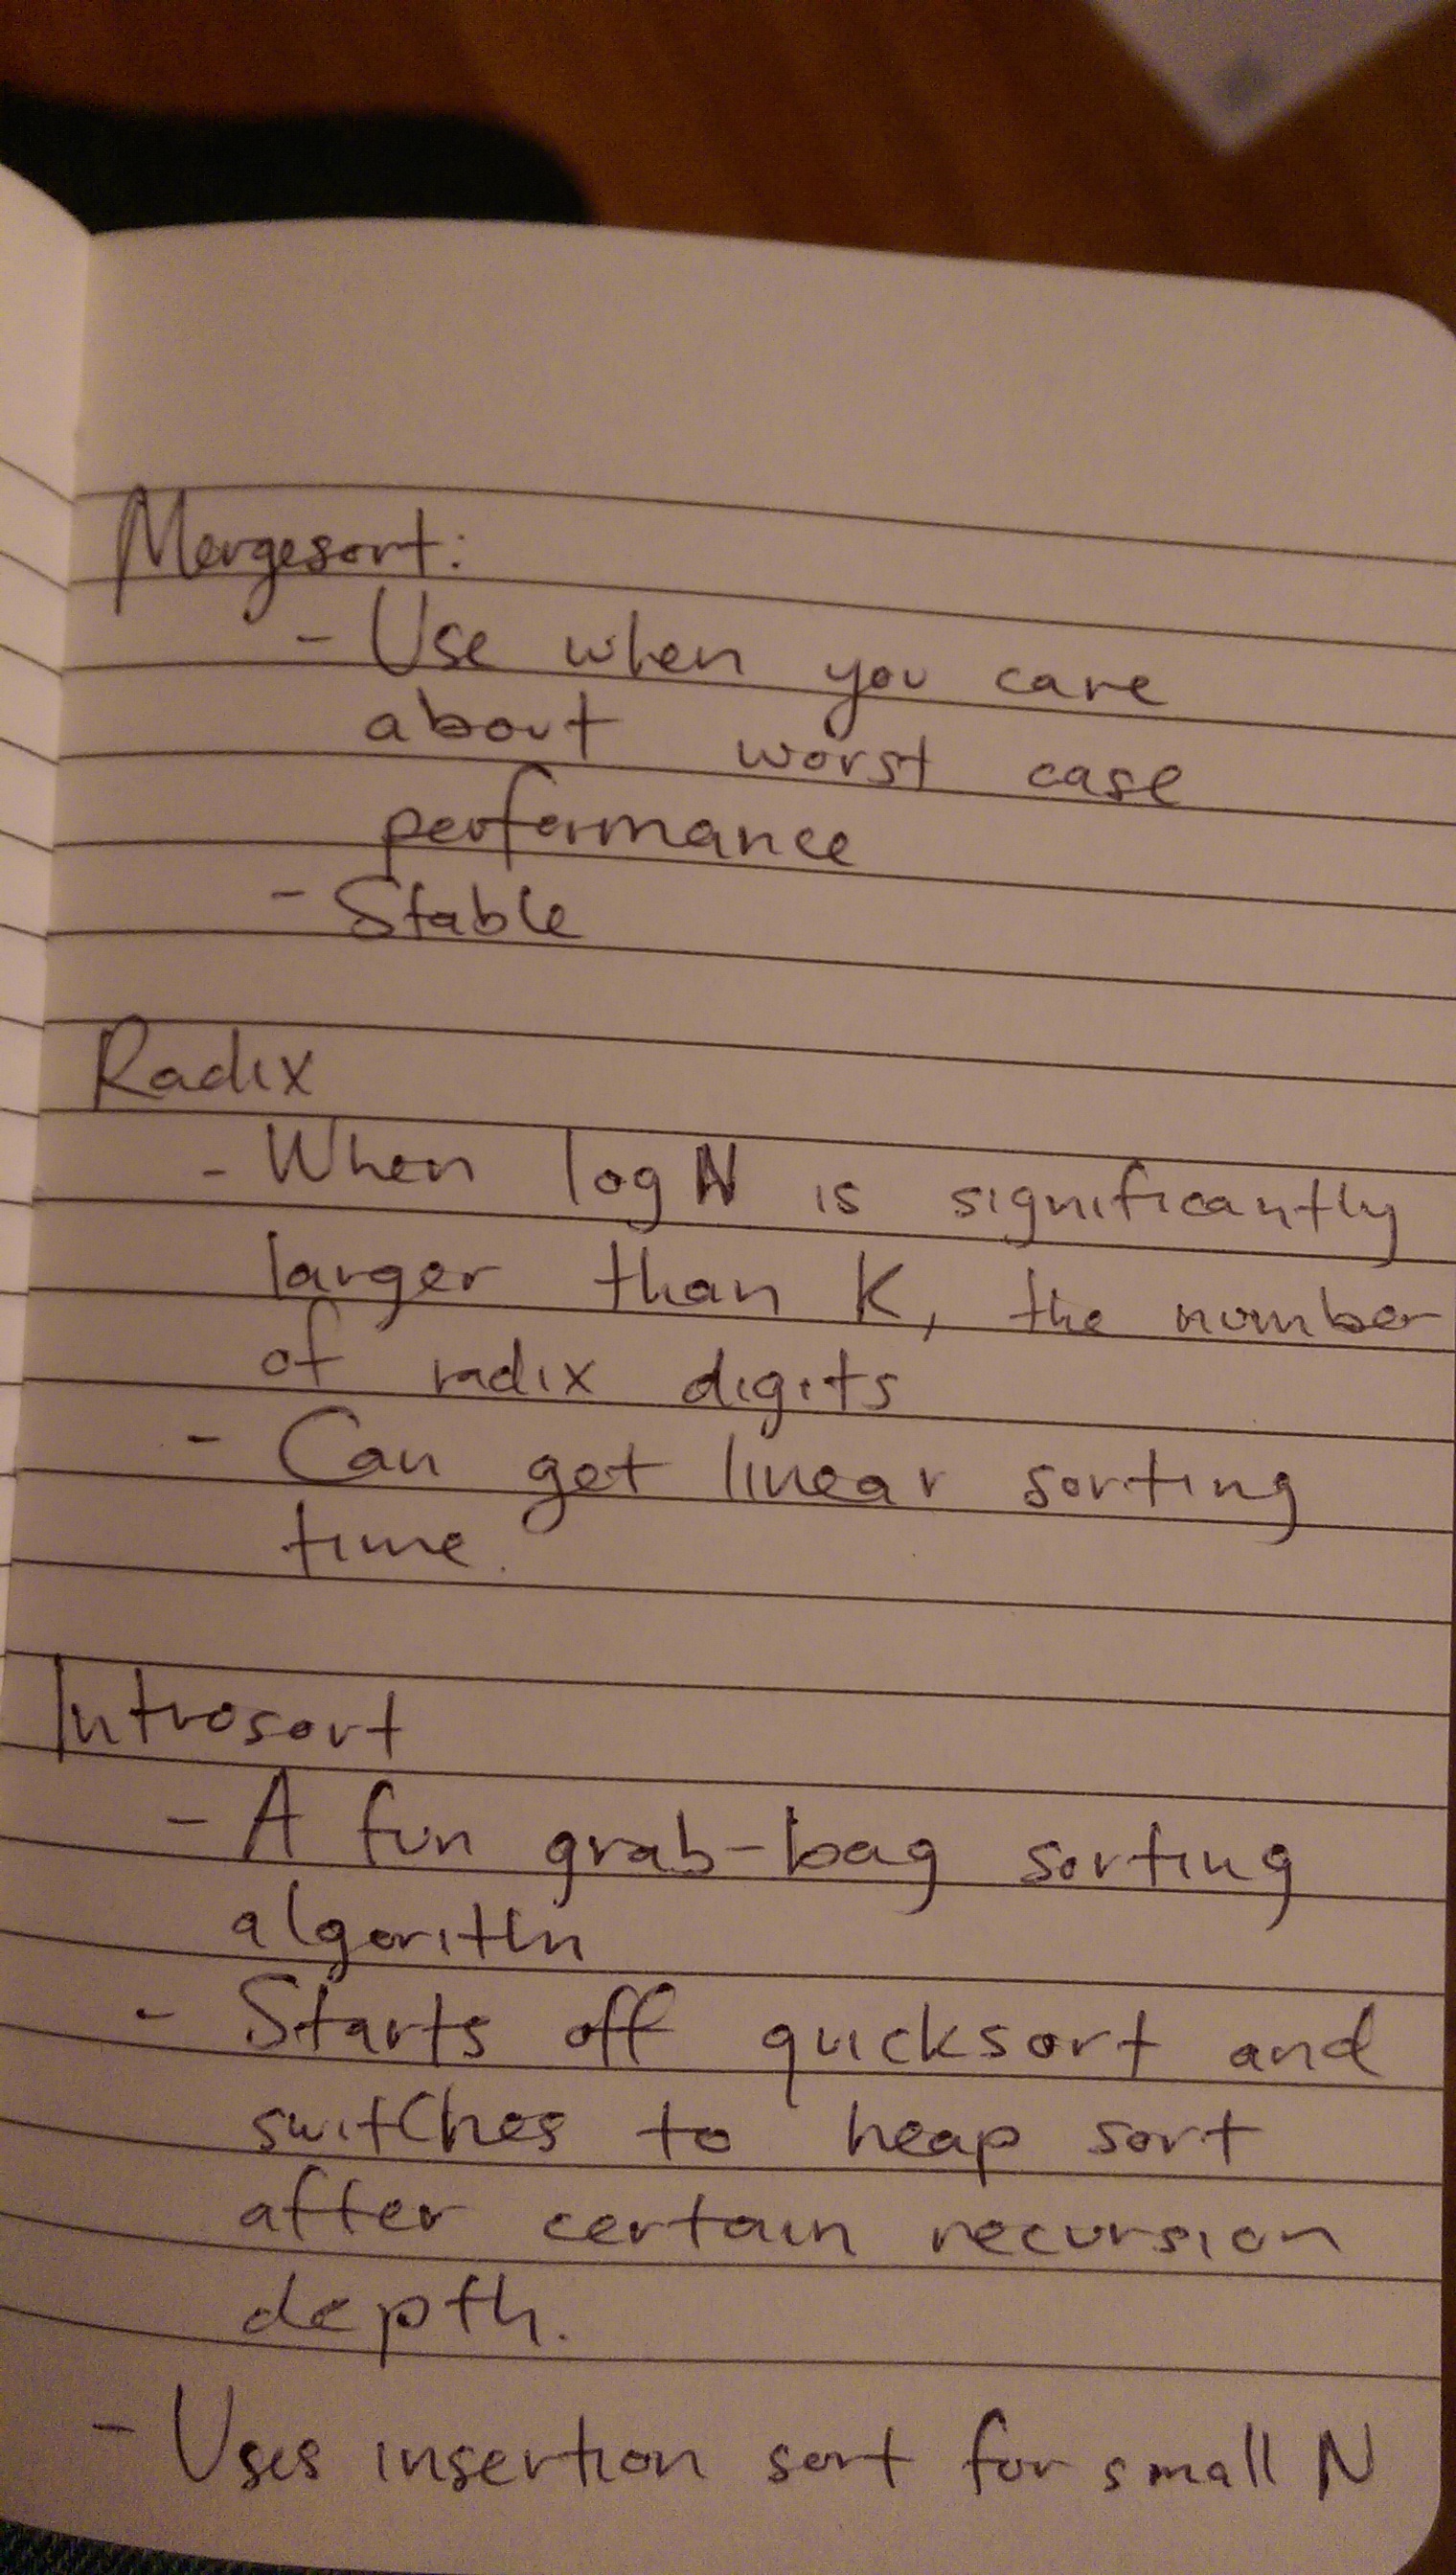 Mergesort:
- Use when you care
about worst case
performance
- Stable
Radix
- When log N is significantly
larger than K, the number
of radix digits
- Can get linear sorting
time.
Introsort
- A fun grab-bag sorting
algorithm
- Starts off quicksort and
switches to heap sort
after certain recursion
depth.
- Uses insertion sort for small N